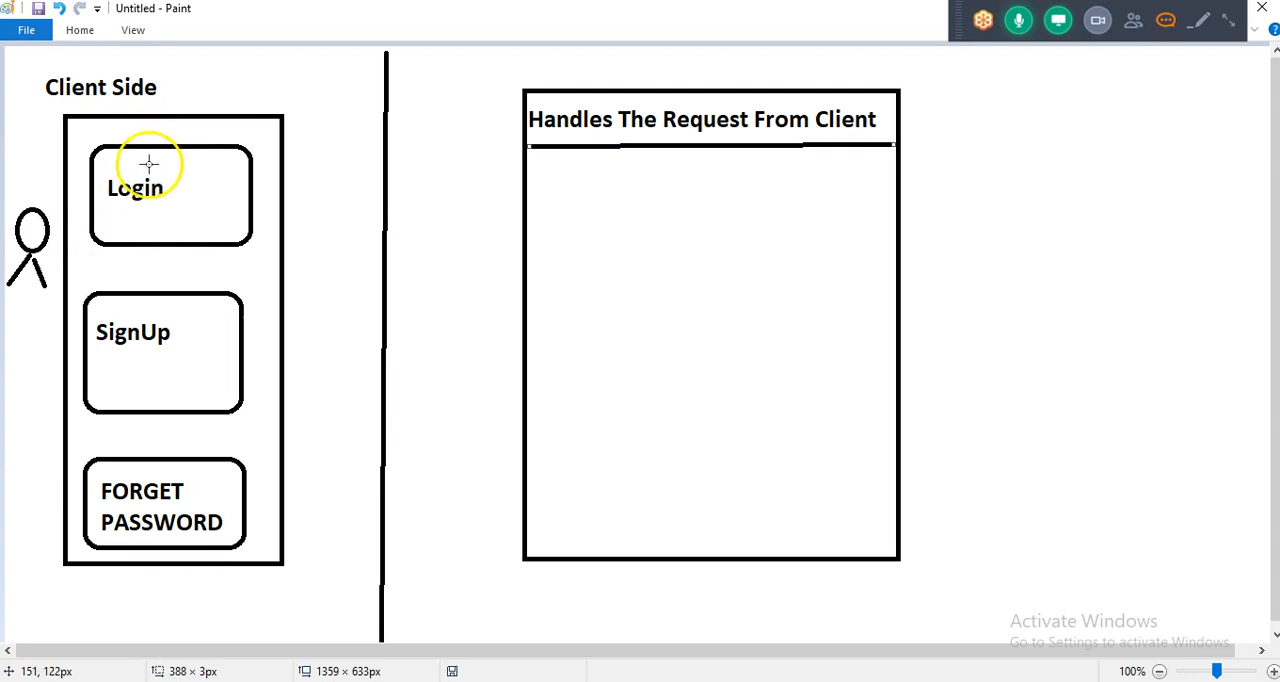 Untitled - Paint
File Home View
Client Side
Handles The Request From Client
Login
SignUp
FORGET
PASSWORD
Activate Windows
Go to Settings to activate Windows.
151, 122px
388 × 3px
1359 × 633px
100%